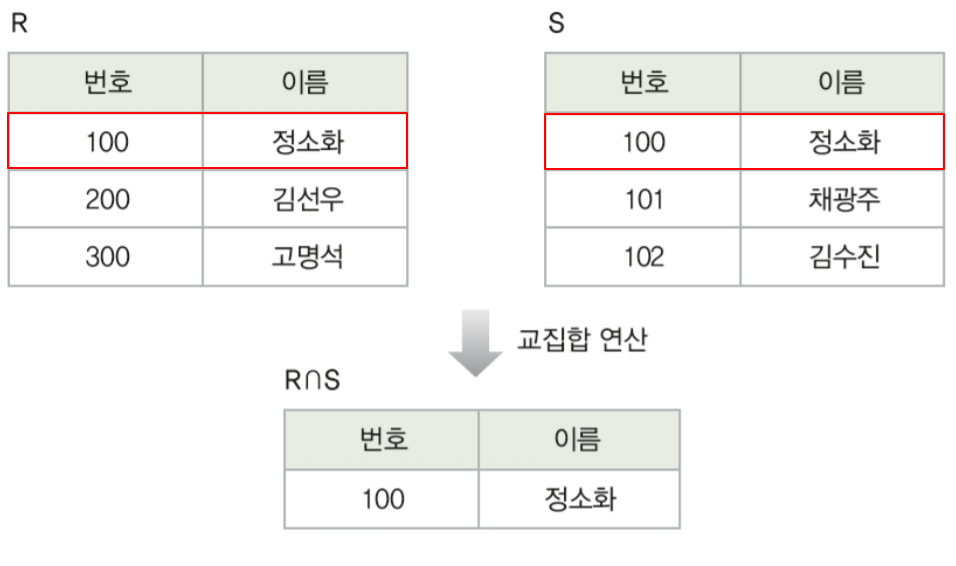 R
번호 이름
100 정소화
200 김선우
300 고명석
S
번호 이름
100 정소화
101 채광주
102 김수진
교집합 연산
R∩S
번호 이름
100 정소화